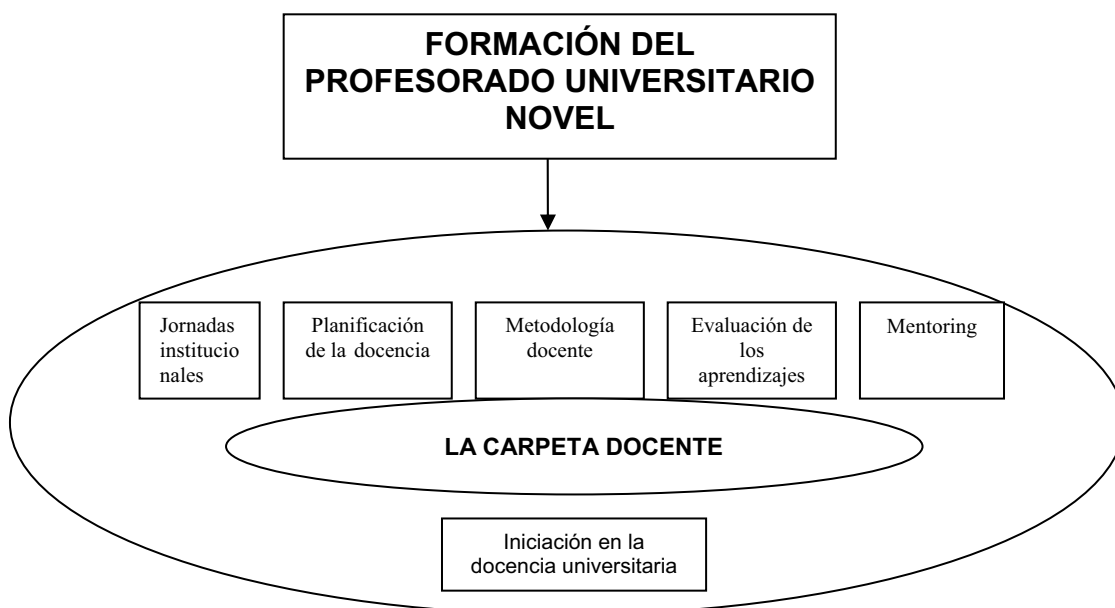 FORMACIÓN DEL
PROFESORADO UNIVERSITARIO
NOVEL
Jornadas
institucio
nales
Planificación
de la docencia
Metodología
docente
Evaluación de
los
aprendizajes
Mentoring
LA CARPETA DOCENTE
Iniciación en la
docencia universitaria